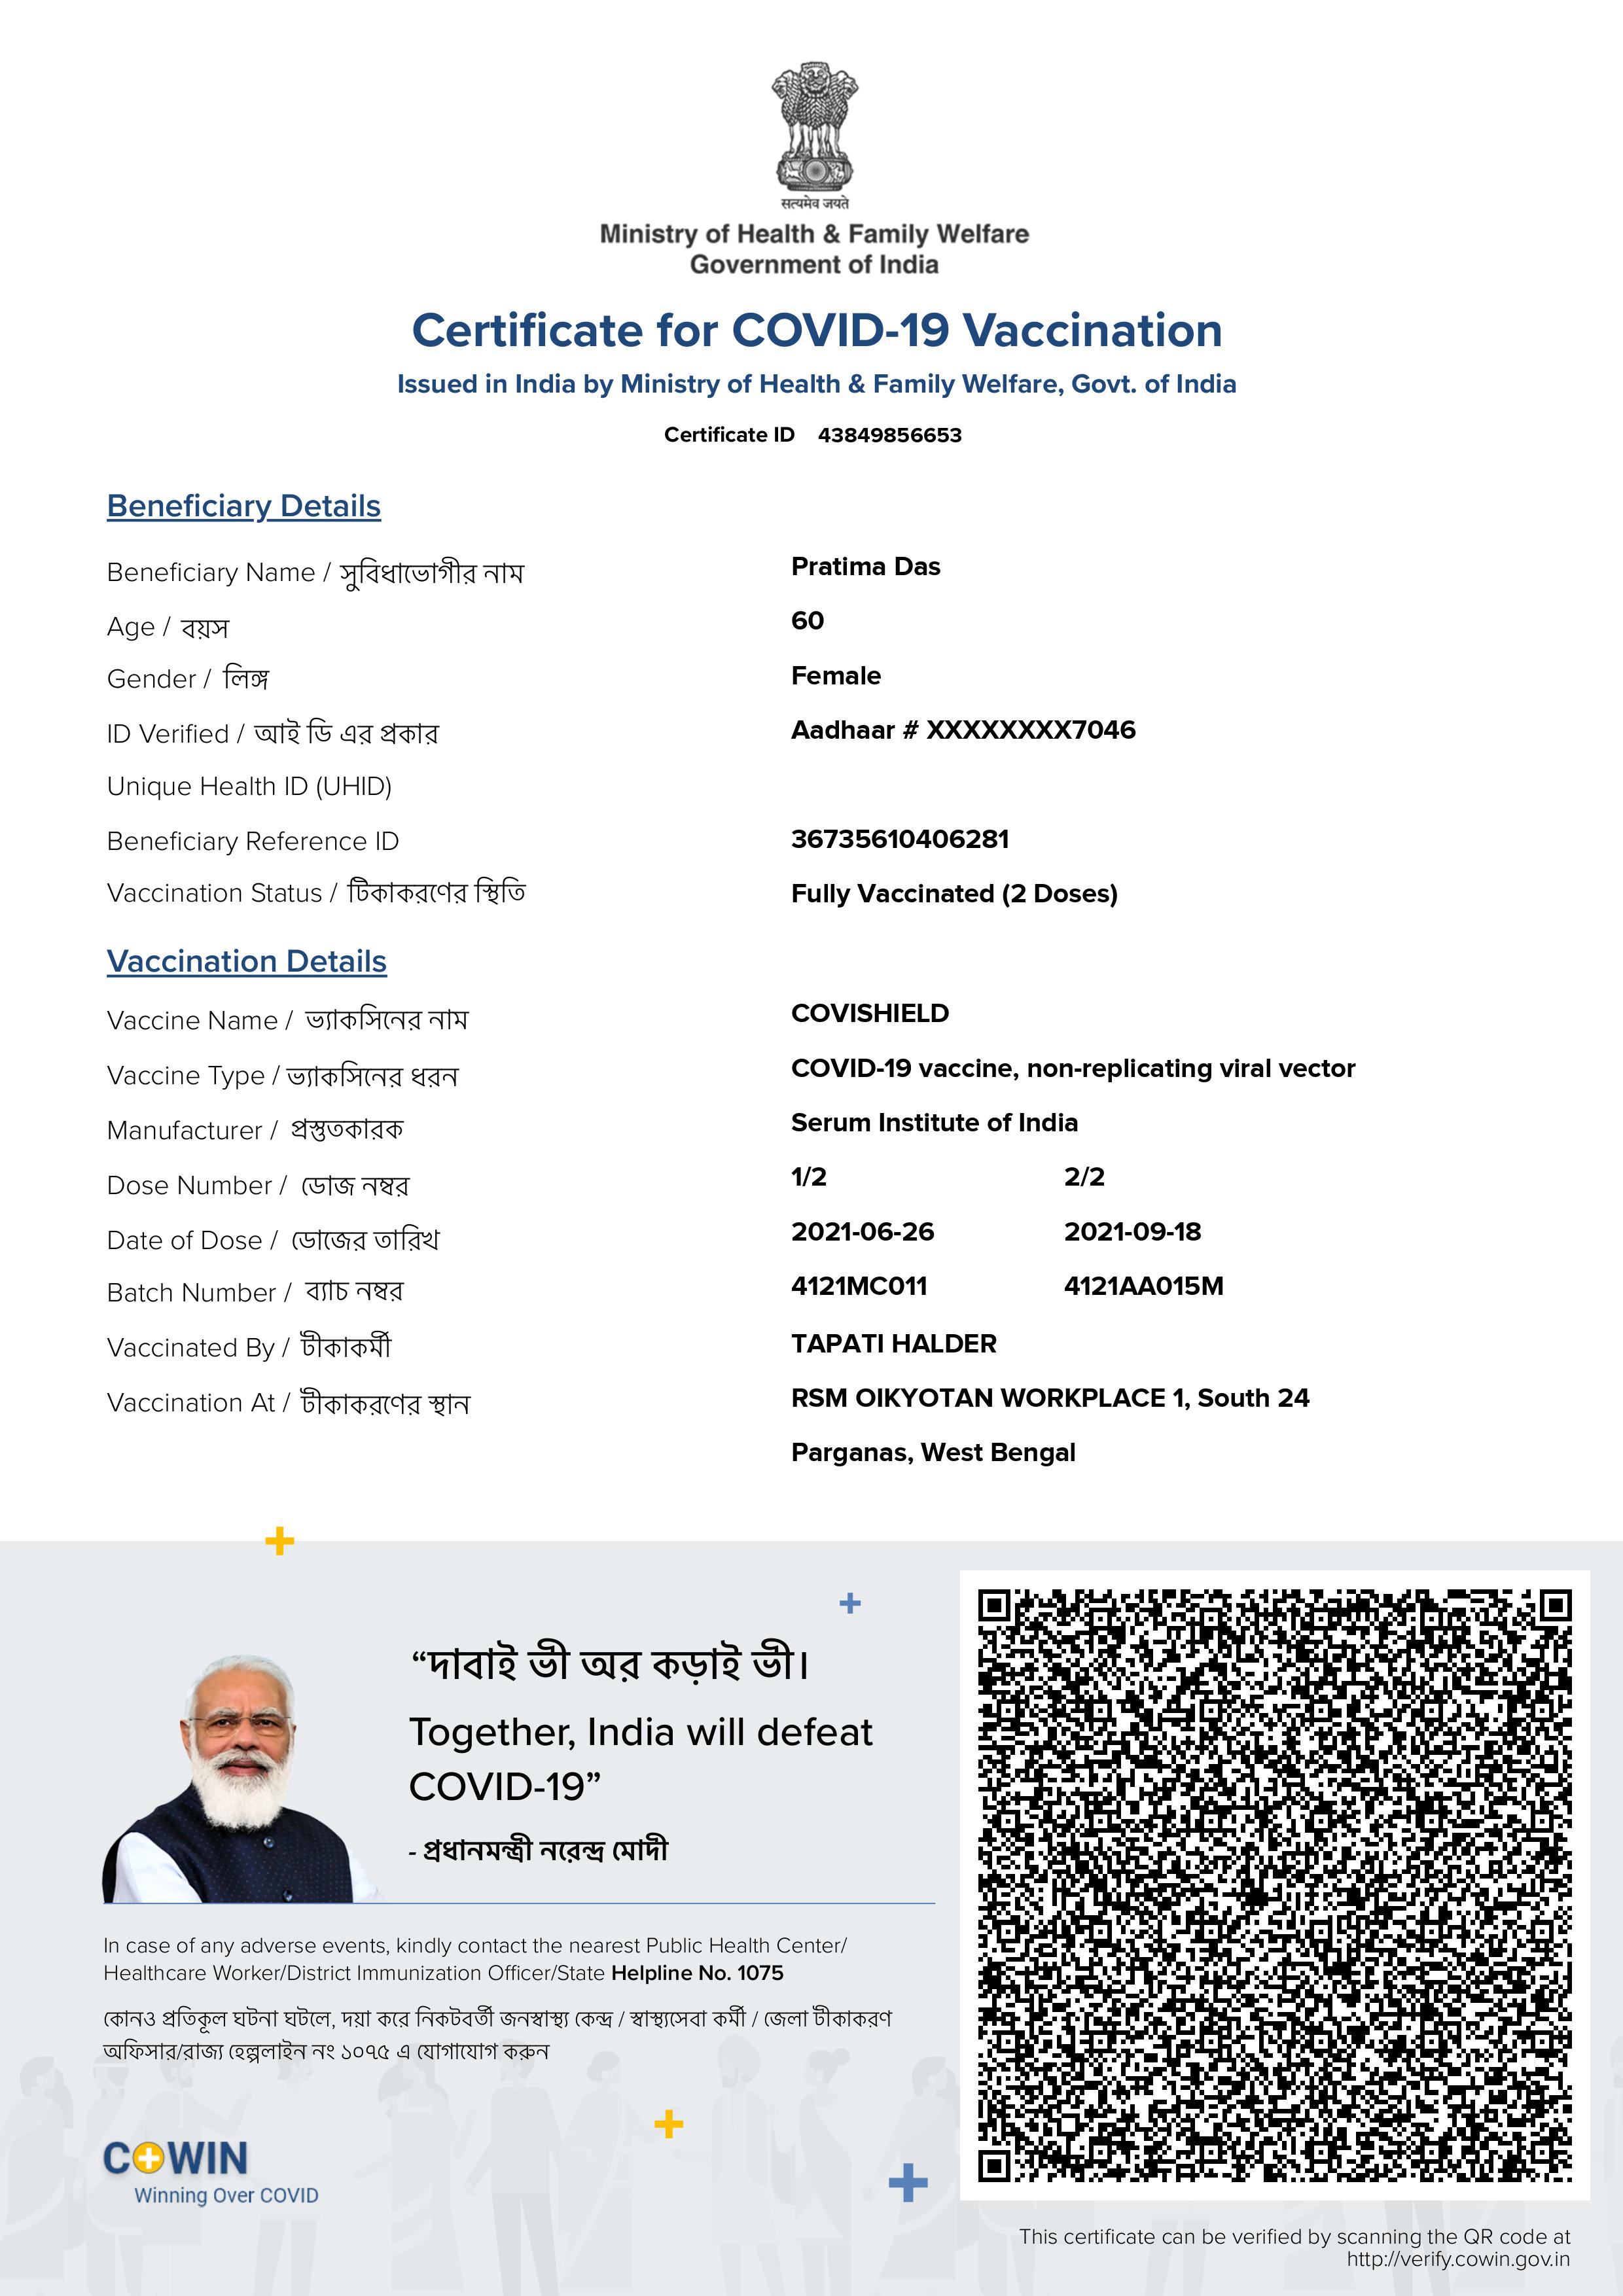 सत्यमेव जयते
Ministry of Health & Family Welfare
Government of India
Certificate for COVID-19 Vaccination
Issued in India by Ministry of Health & Family Welfare, Govt. of India
Certificate ID 43849856653
Beneficiary Details
Beneficiary Name / সুবিধাভোগীর নাম Pratima Das
Age / বয়স 60
Gender / লিঙ্গ Female
ID Verified / আই ডি এর প্রকার Aadhaar # XXXXXXXX7046
Unique Health ID (UHID)
Beneficiary Reference ID 36735610406281
Vaccination Status / টিকাকরণের স্থিতি Fully Vaccinated (2 Doses)
Vaccination Details
Vaccine Name / ভ্যাকসিনের নাম COVISHIELD
Vaccine Type / ভ্যাকসিনের ধরন COVID-19 vaccine, non-replicating viral vector
Manufacturer / প্রস্তুতকারক Serum Institute of India
Dose Number / ডোজ নম্বর 1/2 2/2
Date of Dose / ডোজের তারিখ 2021-06-26 2021-09-18
Batch Number / ব্যাচ নম্বর 4121MC011 4121AA015M
Vaccinated By / টীকাকর্মী TAPATI HALDER
Vaccination At / টীকাকরণের স্থান RSM OIKYOTAN WORKPLACE 1, South 24
Parganas, West Bengal
“দাবাই ভী অর কড়াই ভী।
Together, India will defeat
COVID-19”
- প্রধানমন্ত্রী নরেন্দ্র মোদী
In case of any adverse events, kindly contact the nearest Public Health Center/
Healthcare Worker/District Immunization Officer/State Helpline No. 1075
কোনও প্রতিকূল ঘটনা ঘটলে, দয়া করে নিকটবর্তী জনস্বাস্থ্য কেন্দ্র / স্বাস্থ্যসেবা কর্মী / জেলা টীকাকরণ
অফিসার/রাজ্য হেল্পলাইন নং ১০৭৫ এ যোগাযোগ করুন
COWIN
Winning Over COVID
This certificate can be verified by scanning the QR code at
http://verify.cowin.gov.in